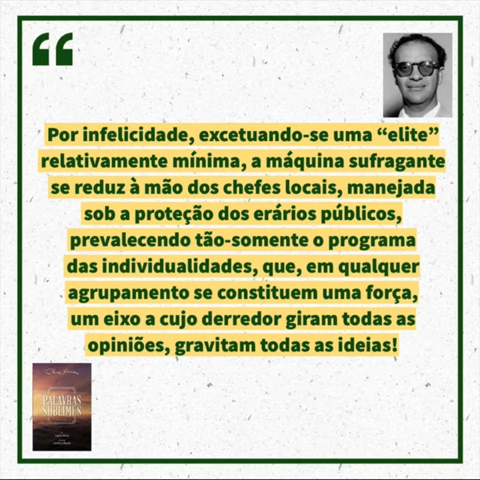 “
Por infelicidade, excetuando-se uma “elite”
relativamente mínima, a máquina sufragante
se reduz à mão dos chefes locais, manejada
sob a proteção dos erários públicos,
prevalecendo tão-somente o programa
das individualidades, que, em qualquer
agrupamento se constituem uma força,
um eixo a cujo derredor giram todas as
opiniões, gravitam todas as ideias!
PALAVRAS
SUBLIMES